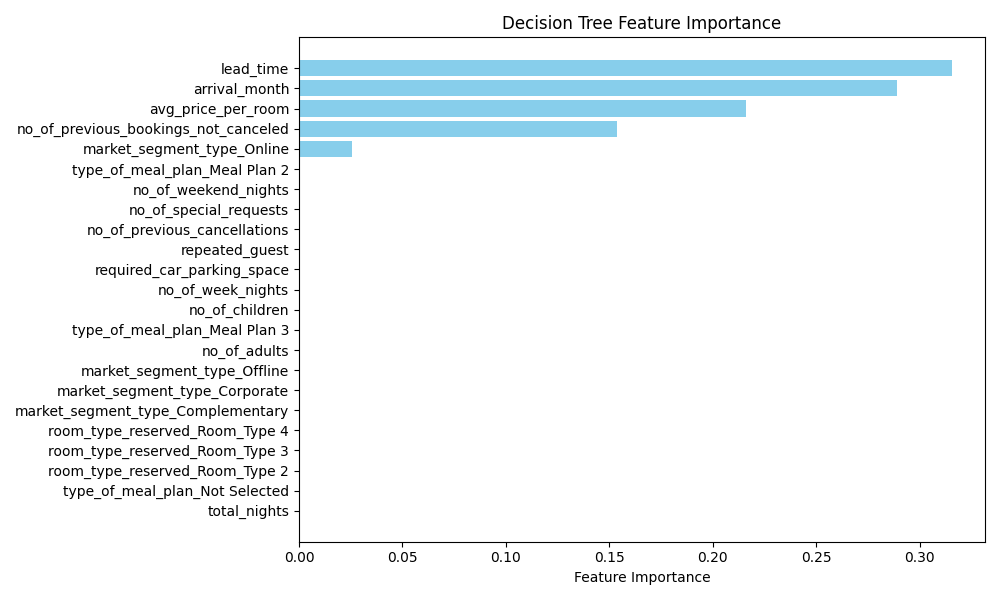 Decision Tree Feature Importance
lead_time
arrival_month
avg_price_per_room
no_of_previous_bookings_not_canceled
market_segment_type_Online
type_of_meal_plan_Meal Plan 2
no_of_weekend_nights
no_of_special_requests
no_of_previous_cancellations
repeated_guest
required_car_parking_space
no_of_week_nights
no_of_children
type_of_meal_plan_Meal Plan 3
no_of_adults
market_segment_type_Offline
market_segment_type_Corporate
market_segment_type_Complementary
room_type_reserved_Room_Type 4
room_type_reserved_Room_Type 3
room_type_reserved_Room_Type 2
type_of_meal_plan_Not Selected
total_nights
0.00 0.05 0.10 0.15 0.20 0.25 0.30
Feature Importance